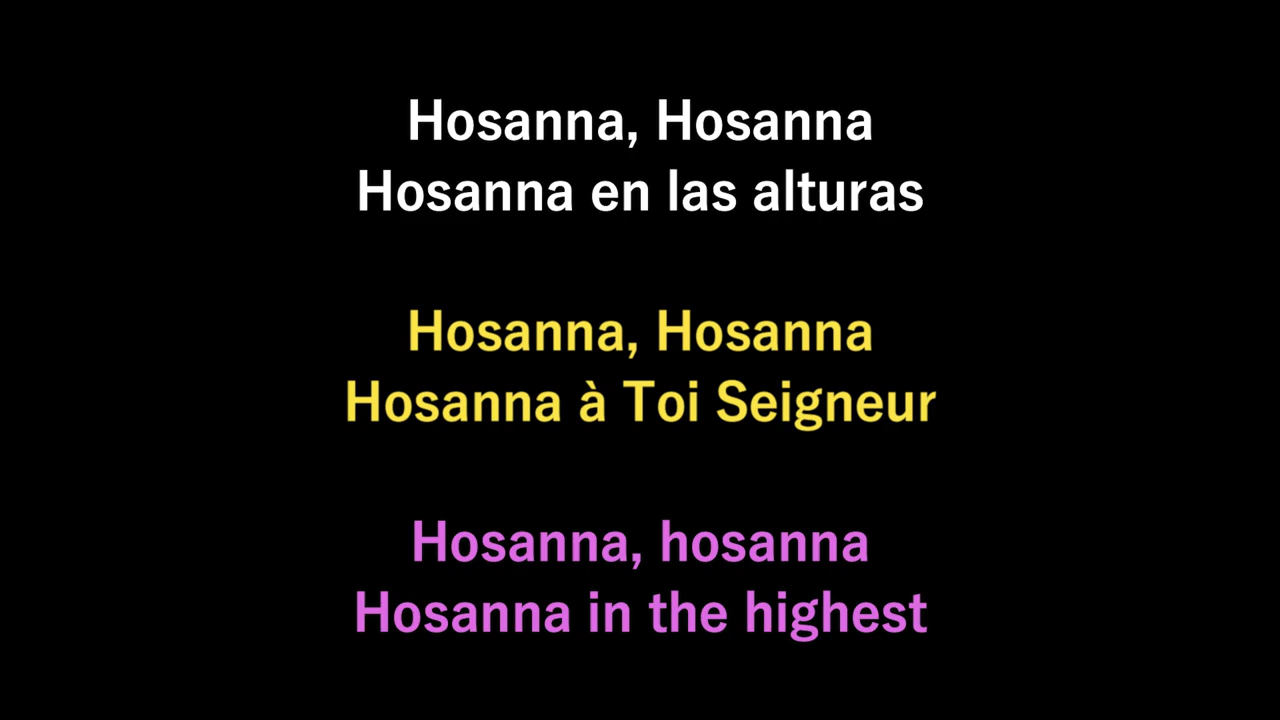 Hosanna, Hosanna
Hosanna en las alturas
Hosanna, Hosanna
Hosanna à Toi Seigneur
Hosanna, hosanna
Hosanna in the highest